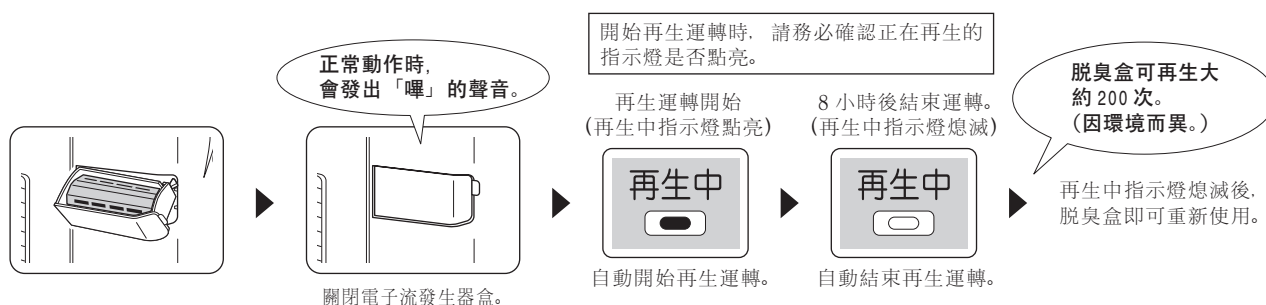 正常動作時，
會發出「嗶」的聲音。
關閉電子流發生器盒。
開始再生運轉時，請務必確認正在再生的
指示燈是否點亮。
再生運轉開始
(再生中指示燈點亮)
再生中
自動開始再生運轉。
8 小時後結束運轉。
(再生中指示燈熄滅)
再生中
自動結束再生運轉。
脫臭盒可再生大
約 200 次。
(因環境而異。)
再生中指示燈熄滅後，
脫臭盒即可重新使用。